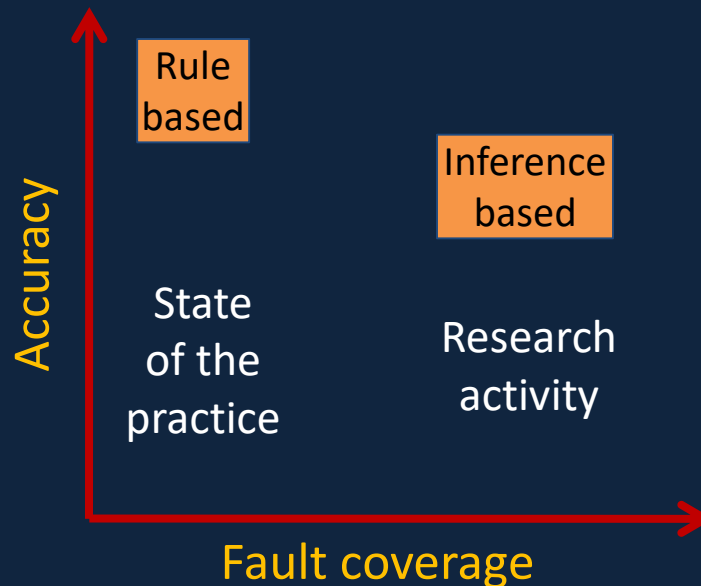 Rule
based
Inference
based
State
of the
practice
Research
activity
Accuracy
Fault coverage